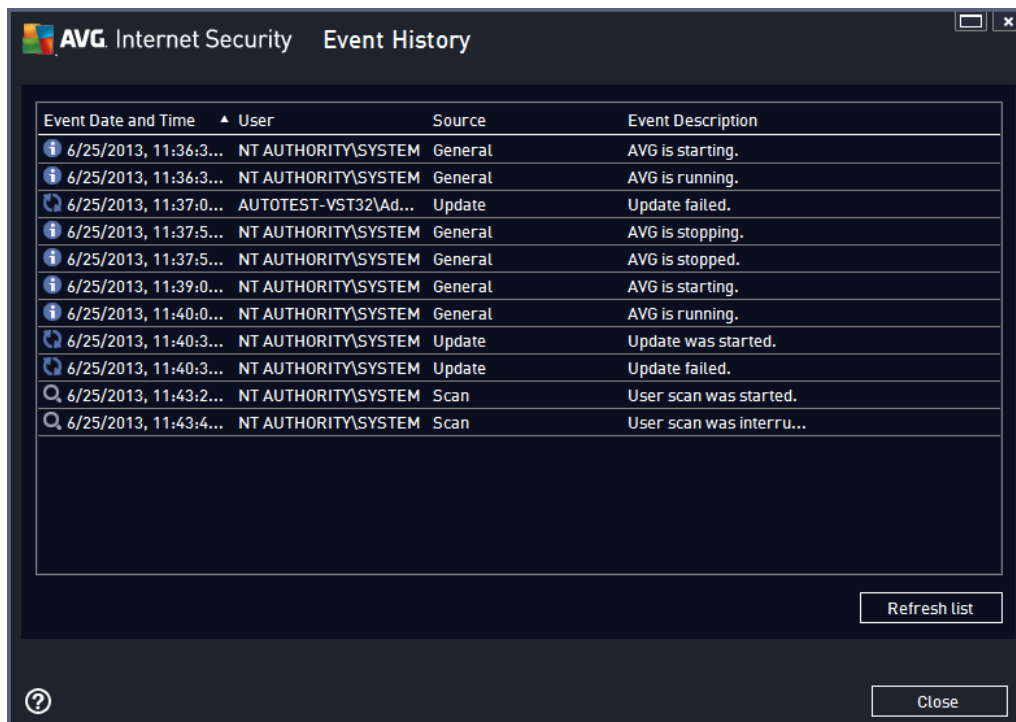 AVG. Internet Security Event History
Event Date and Time User Source Event Description
6/25/2013, 11:36:3... NT AUTHORITY\SYSTEM General AVG is starting.
6/25/2013, 11:36:3... NT AUTHORITY\SYSTEM General AVG is running.
6/25/2013, 11:37:0... AUTOTEST-VST32\Ad... Update Update failed.
6/25/2013, 11:37:5... NT AUTHORITY\SYSTEM General AVG is stopping.
6/25/2013, 11:37:5... NT AUTHORITY\SYSTEM General AVG is stopped.
6/25/2013, 11:39:0... NT AUTHORITY\SYSTEM General AVG is starting.
6/25/2013, 11:40:0... NT AUTHORITY\SYSTEM General AVG is running.
6/25/2013, 11:40:3... NT AUTHORITY\SYSTEM Update Update was started.
6/25/2013, 11:40:3... NT AUTHORITY\SYSTEM Update Update failed.
6/25/2013, 11:43:2... NT AUTHORITY\SYSTEM Scan User scan was started.
6/25/2013, 11:43:4... NT AUTHORITY\SYSTEM Scan User scan was interru...
Refresh list
Close